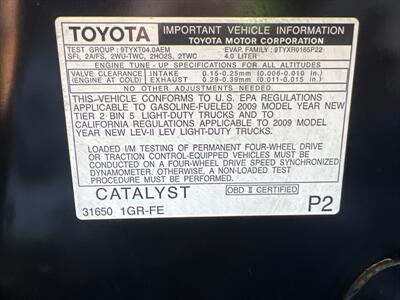 TOYOTA IMPORTANT VEHICLE INFORMATION
TOYOTA MOTOR CORPORATION
TEST GROUP : 9TYXT04.0AEM EVAP. FAMILY : 9TYXR0165P22
SFI, 2A/FS, 2WU-TWC, 2HO2S, 2TWC 4.0 LITER
ENGINE TUNE - UP SPECIFICATIONS FOR ALL ALTITUDES
VALVE CLEARANCE INTAKE 0.15-0.25mm (0.006-0.010 in.)
(ENGINE AT COLD) EXHAUST 0.29-0.39mm (0.011-0.015 in.)
NO OTHER ADJUSTMENTS NEEDED.
THIS VEHICLE CONFORMS TO U.S. EPA REGULATIONS
APPLICABLE TO GASOLINE-FUELED 2009 MODEL YEAR NEW
TIER 2 BIN 5 LIGHT-DUTY TRUCKS AND TO
CALIFORNIA REGULATIONS APPLICABLE TO 2009 MODEL
YEAR NEW LEV-II LEV LIGHT-DUTY TRUCKS.
LOADED I/M TESTING OF PERMANENT FOUR-WHEEL DRIVE
OR TRACTION CONTROL-EQUIPPED VEHICLES MUST BE
CONDUCTED ON A FOUR-WHEEL DRIVE SPEED SYNCHRONIZED
DYNAMOMETER. OTHERWISE, A NON-LOADED TEST
PROCEDURE MUST BE PERFORMED.
CATALYST OBD II CERTIFIED
31650 1GR-FE P2